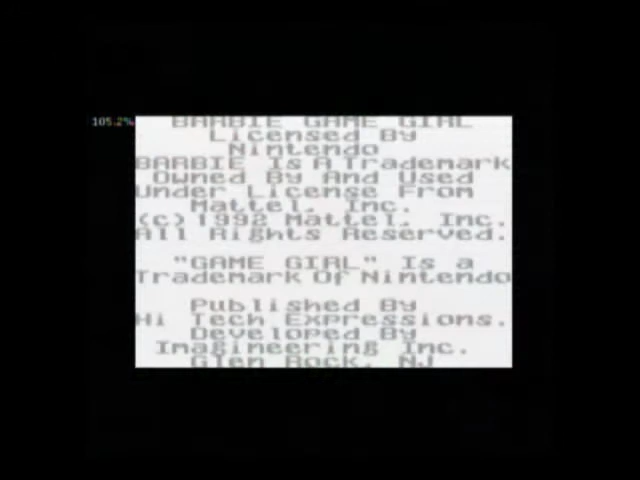 105.2%
BARBIE GAME GIRL
Licensed By
Nintendo
BARBIE Is A Trademark
Owned By And Used
Under License From
Mattel, Inc.
(c)1992 Mattel, Inc.
All Rights Reserved.
"GAME GIRL" Is a
Trademark Of Nintendo
Published By
Hi Tech Expressions.
Developed By
Imagineering Inc.
Glen Rock, NJ